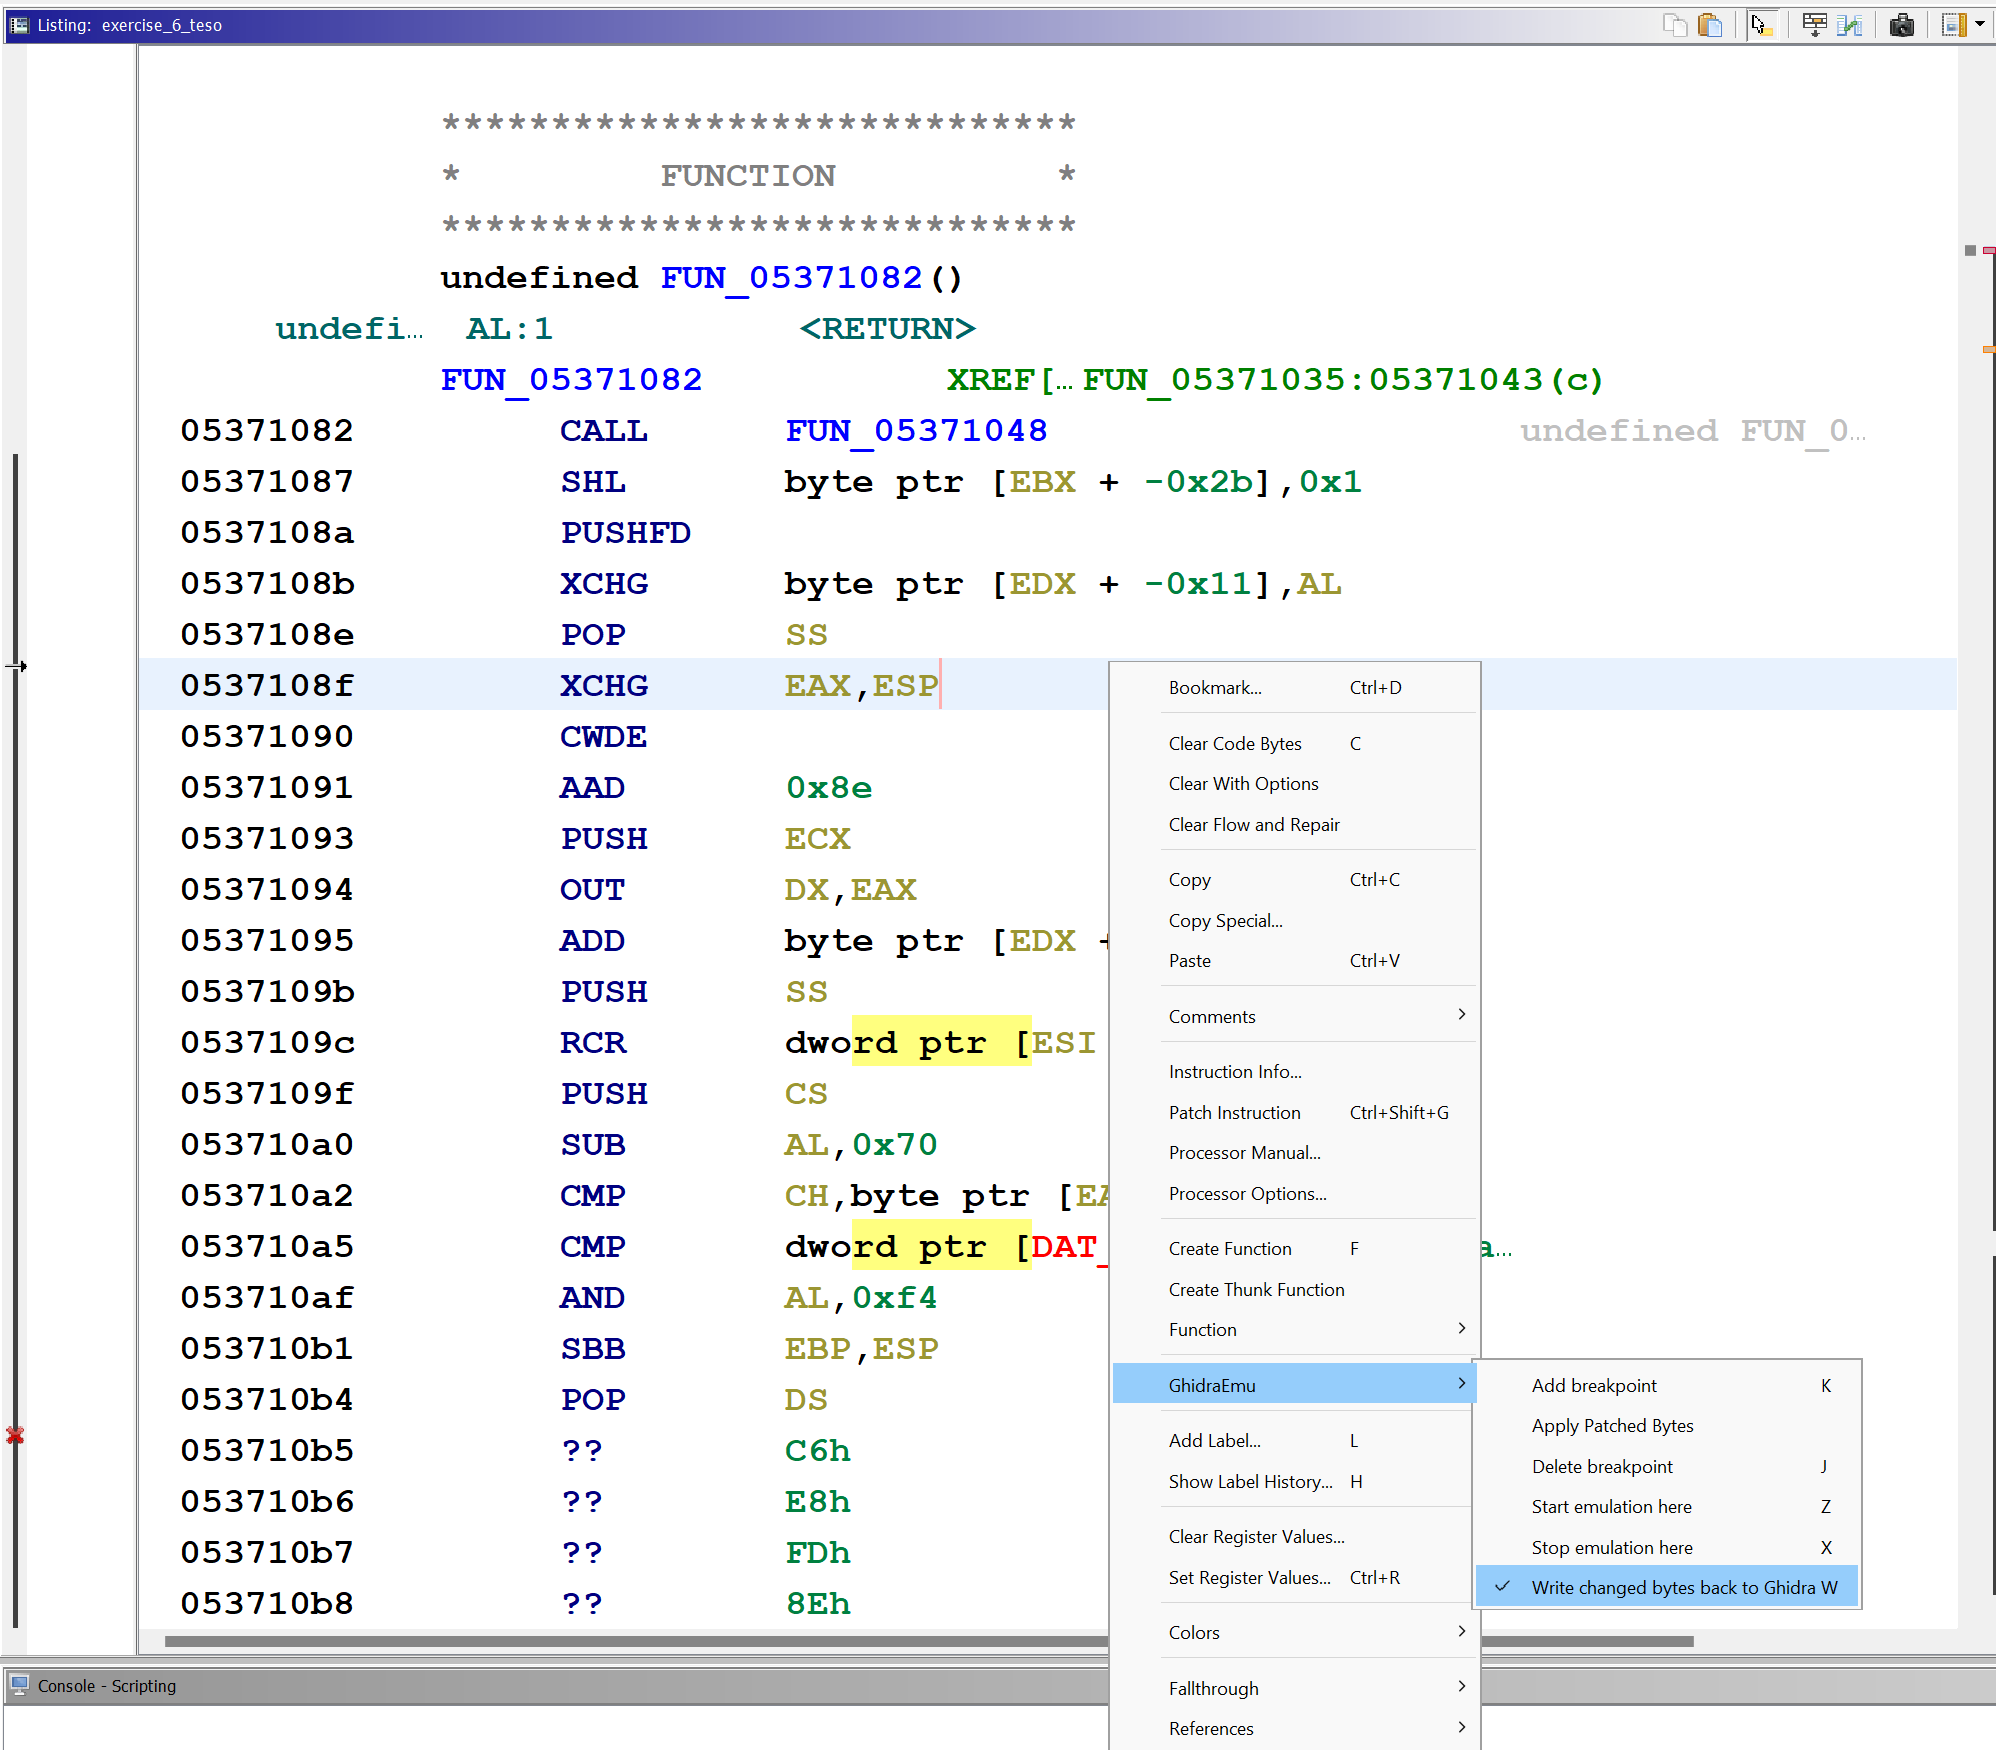 Listing: exercise_6_teso
*****************************
* FUNCTION *
*****************************
undefined FUN_05371082()
undefi... AL:1 <RETURN>
FUN_05371082 XREF[... FUN_05371035:05371043(c)
05371082 CALL FUN_05371048 undefined FUN_0...
05371087 SHL byte ptr [EBX + -0x2b],0x1
0537108a PUSHFD
0537108b XCHG byte ptr [EDX + -0x11],AL
0537108e POP SS
0537108f XCHG EAX,ESP
05371090 CWDE
05371091 AAD 0x8e
05371093 PUSH ECX
05371094 OUT DX,EAX
05371095 ADD byte ptr [EDX +
0537109b PUSH SS
0537109c RCR dword ptr [ESI
0537109f PUSH CS
053710a0 SUB AL,0x70
053710a2 CMP CH,byte ptr [EA
053710a5 CMP dword ptr [DAT_ a...
053710af AND AL,0xf4
053710b1 SBB EBP,ESP
053710b4 POP DS
053710b5 ?? C6h
053710b6 ?? E8h
053710b7 ?? FDh
053710b8 ?? 8Eh
Bookmark... Ctrl+D
Clear Code Bytes C
Clear With Options
Clear Flow and Repair
Copy Ctrl+C
Copy Special...
Paste Ctrl+V
Comments
Instruction Info...
Patch Instruction Ctrl+Shift+G
Processor Manual...
Processor Options...
Create Function F
Create Thunk Function
Function
GhidraEmu
Add Label... L
Show Label History... H
Clear Register Values...
Set Register Values... Ctrl+R
Colors
Fallthrough
References
Add breakpoint K
Apply Patched Bytes
Delete breakpoint J
Start emulation here Z
Stop emulation here X
Write changed bytes back to Ghidra W
Console - Scripting